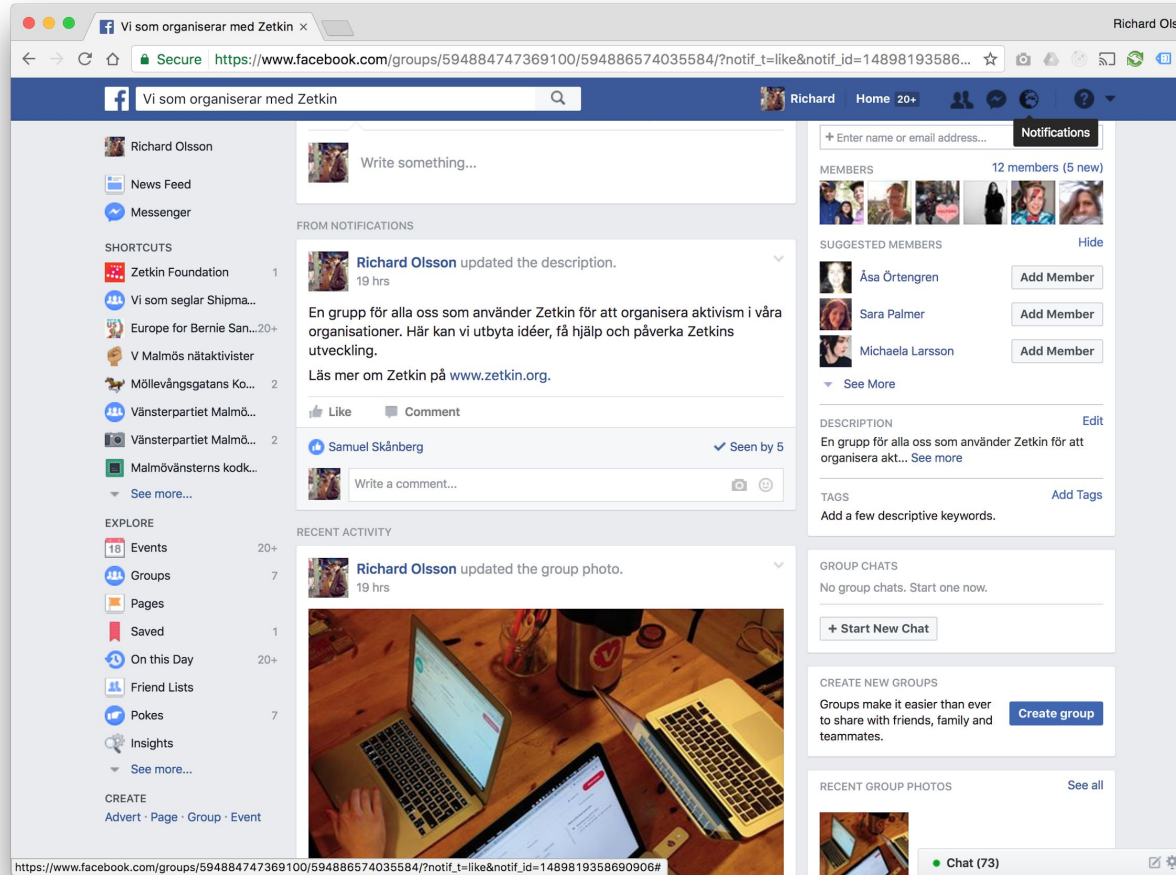 Vi som organiserar med Zetkin ×
Richard Ols
Secure https://www.facebook.com/groups/594884747369100/594886574035584/?notif_t=like&notif_id=14898193586...
Vi som organiserar med Zetkin
Richard Home 20+
Notifications
Richard Olsson
News Feed
Messenger
SHORTCUTS
Zetkin Foundation 1
Vi som seglar Shipma...
Europe for Bernie San... 20+
V Malmös nätaktivister
Möllevångsgatans Ko... 2
Vänsterpartiet Malmö...
Vänsterpartiet Malmö... 2
Malmövänsterns kodk...
See more...
EXPLORE
18 Events 20+
Groups 7
Pages
Saved 1
On this Day 20+
Friend Lists
Pokes 7
Insights
See more...
CREATE
Advert · Page · Group · Event
Write something...
FROM NOTIFICATIONS
Richard Olsson updated the description.
19 hrs
En grupp för alla oss som använder Zetkin för att organisera aktivism i våra
organisationer. Här kan vi utbyta idéer, få hjälp och påverka Zetkins
utveckling.
Läs mer om Zetkin på www.zetkin.org.
Like Comment
Samuel Skånberg Seen by 5
Write a comment...
RECENT ACTIVITY
Richard Olsson updated the group photo.
19 hrs
+ Enter name or email address...
MEMBERS 12 members (5 new)
SUGGESTED MEMBERS Hide
Åsa Örtengren Add Member
Sara Palmer Add Member
Michaela Larsson Add Member
See More
DESCRIPTION Edit
En grupp för alla oss som använder Zetkin för att
organisera akt... See more
TAGS Add Tags
Add a few descriptive keywords.
GROUP CHATS
No group chats. Start one now.
+ Start New Chat
CREATE NEW GROUPS
Groups make it easier than ever
to share with friends, family and
teammates.
Create group
RECENT GROUP PHOTOS See all
Chat (73)
https://www.facebook.com/groups/594884747369100/594886574035584/?notif_t=like&notif_id=1489819358690906#